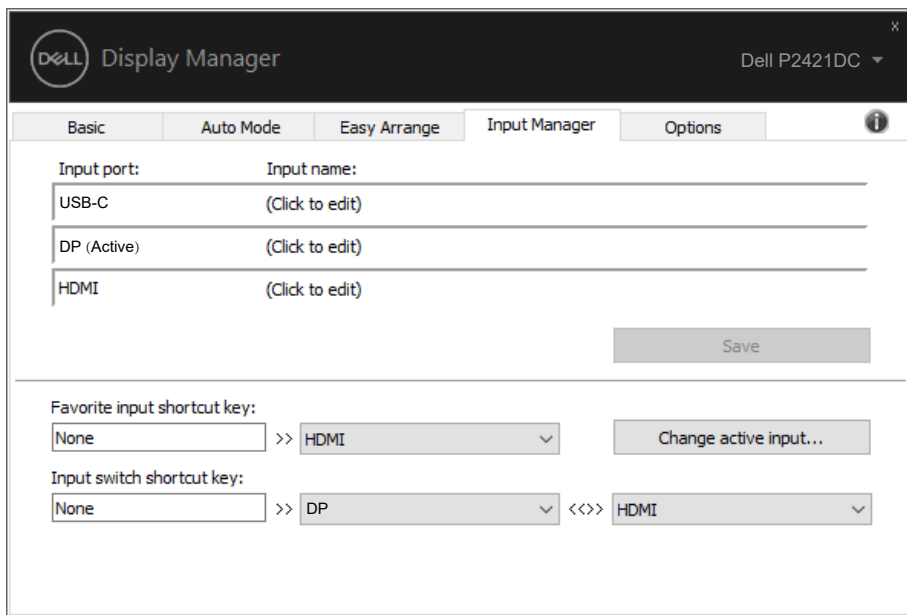 x
DELL Display Manager Dell P2421DC
Basic Auto Mode Easy Arrange Input Manager Options i
Input port: Input name:
USB-C (Click to edit)
DP (Active) (Click to edit)
HDMI (Click to edit)
Save
Favorite input shortcut key:
None >> HDMI Change active input...
Input switch shortcut key:
None >> DP <<>> HDMI